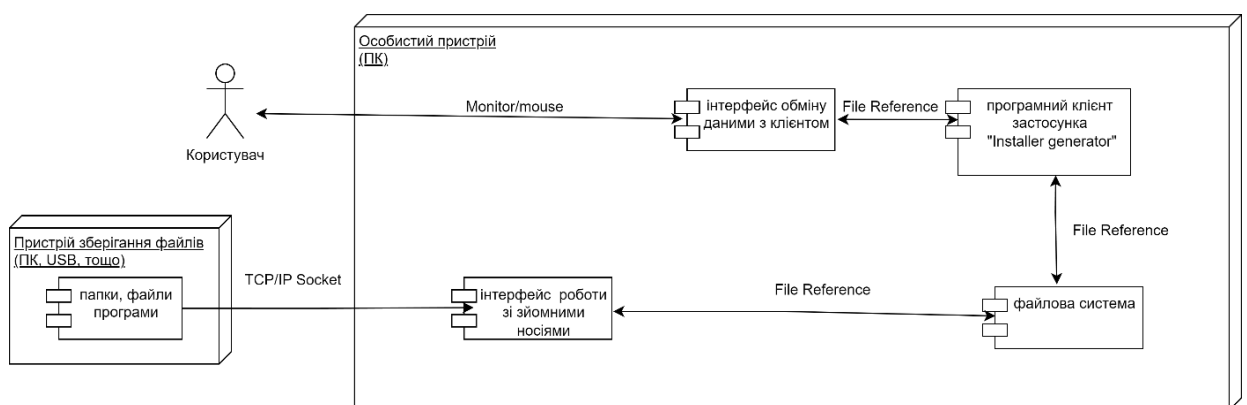 Особистий пристрій
(ПК)
Monitor/mouse
інтерфейс обміну
даними з клієнтом
File Reference
програмний клієнт
застосунка
"Installer generator"
Користувач
File Reference
Пристрій зберігання файлів
(ПК, USB, тощо)
папки, файли
програми
TCP/IP Socket
інтерфейс роботи
зі зйомними
носіями
File Reference
файлова система